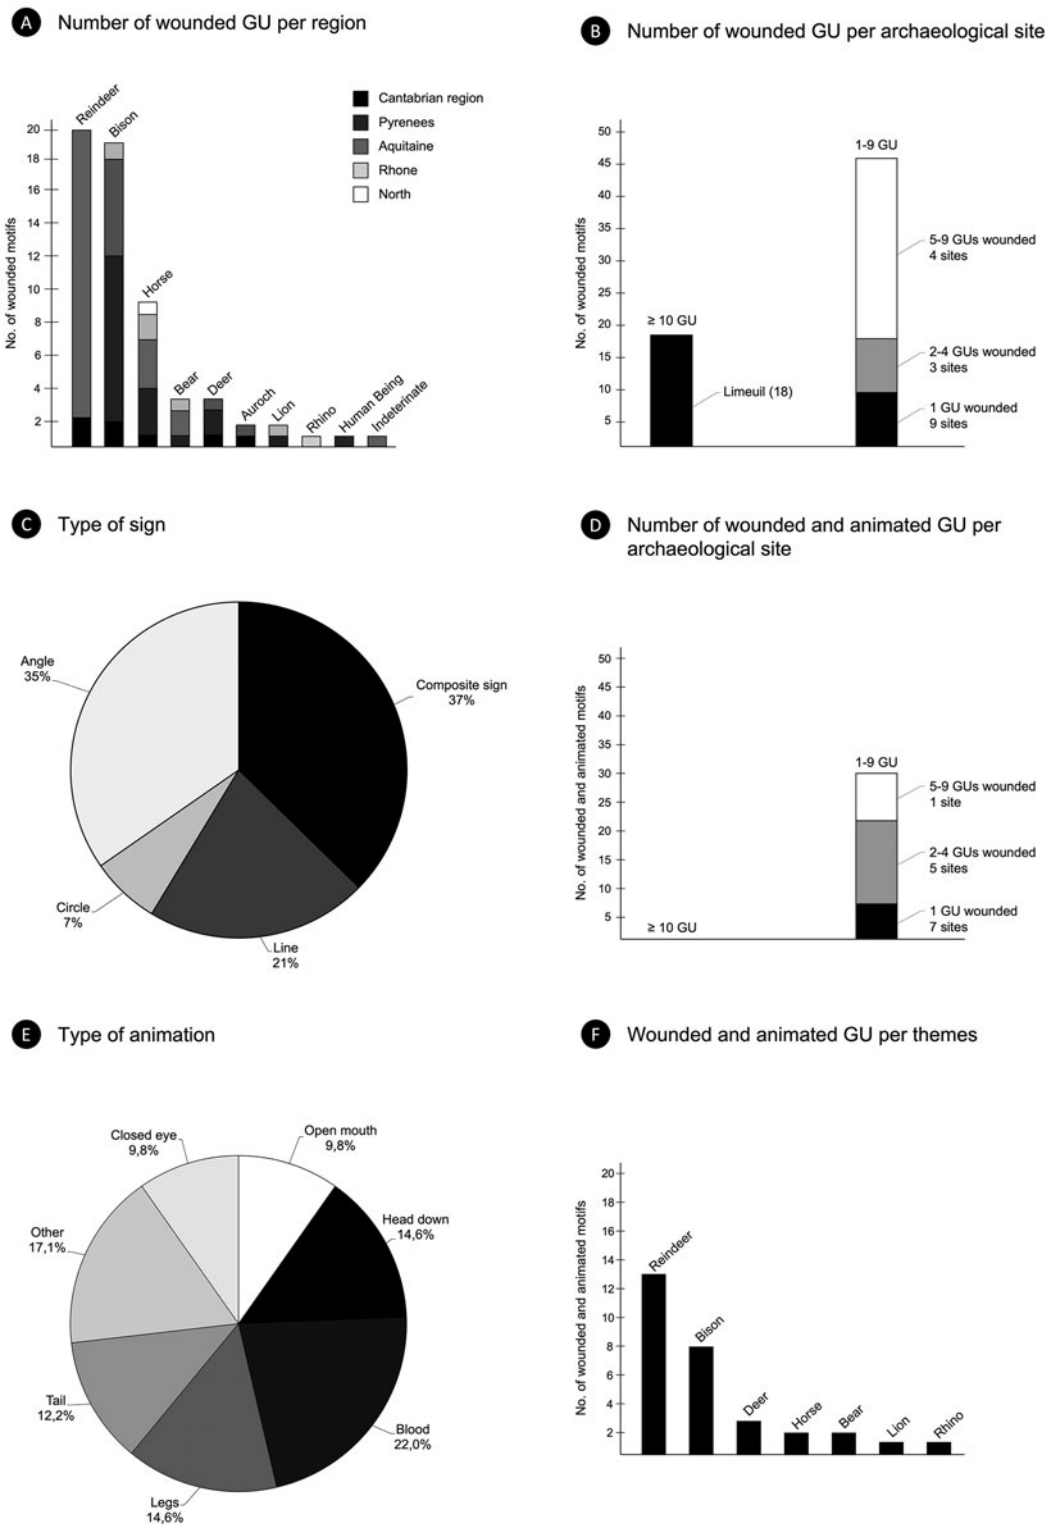 A Number of wounded GU per region
No. of wounded motifs
20
18
16
14
12
10
8
6
4
2
Reindeer
Bison
Horse
Bear
Deer
Auroch
Lion
Rhino
Human Being
Indeterinate
Cantabrian region
Pyrenees
Aquitaine
Rhone
North
B Number of wounded GU per archaeological site
No. of wounded motifs
50
45
40
35
30
25
20
15
10
5
≥ 10 GU
Limeuil (18)
1-9 GU
5-9 GUs wounded
4 sites
2-4 GUs wounded
3 sites
1 GU wounded
9 sites
C Type of sign
Angle
35%
Composite sign
37%
Circle
7%
Line
21%
D Number of wounded and animated GU per
archaeological site
No. of wounded and animated motifs
50
45
40
35
30
25
20
15
10
5
≥ 10 GU
1-9 GU
5-9 GUs wounded
1 site
2-4 GUs wounded
5 sites
1 GU wounded
7 sites
E Type of animation
Closed eye
9,8%
Open mouth
9,8%
Head down
14,6%
Other
17,1%
Tail
12,2%
Blood
22,0%
Legs
14,6%
F Wounded and animated GU per themes
No. of wounded and animated motifs
20
18
16
14
12
10
8
6
4
2
Reindeer
Bison
Deer
Horse
Bear
Lion
Rhino